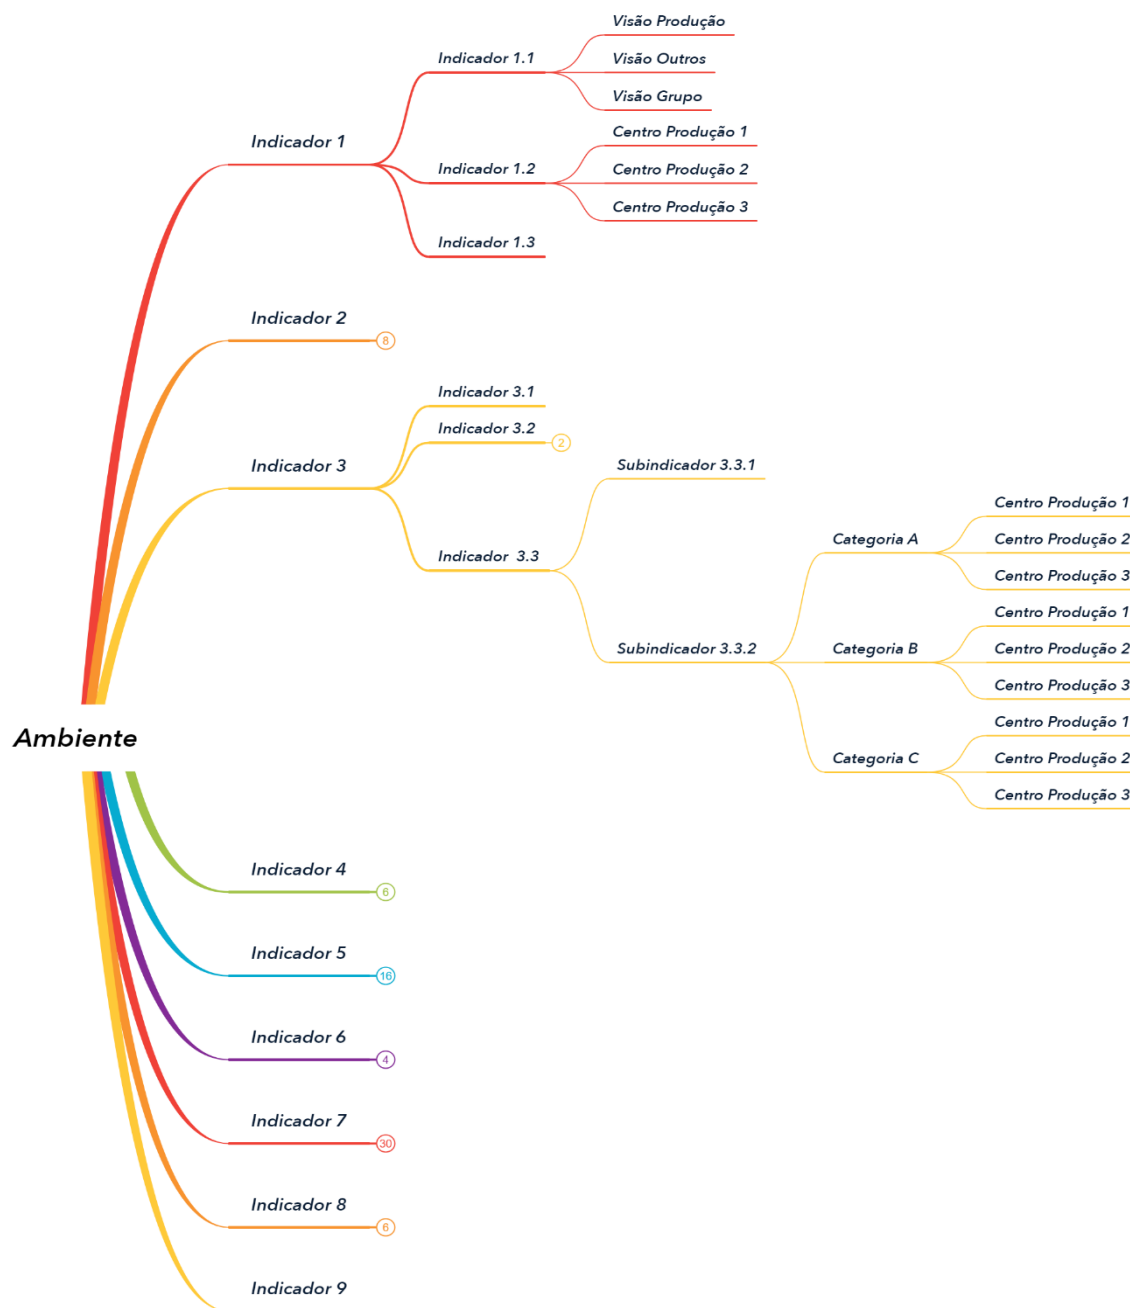 Ambiente
Indicador 1
Indicador 1.1
Visão Produção
Visão Outros
Visão Grupo
Indicador 1.2
Centro Produção 1
Centro Produção 2
Centro Produção 3
Indicador 1.3
Indicador 2
8
Indicador 3
Indicador 3.1
Indicador 3.2
2
Indicador 3.3
Subindicador 3.3.1
Subindicador 3.3.2
Categoria A
Centro Produção 1
Centro Produção 2
Centro Produção 3
Categoria B
Centro Produção 1
Centro Produção 2
Centro Produção 3
Categoria C
Centro Produção 1
Centro Produção 2
Centro Produção 3
Indicador 4
6
Indicador 5
16
Indicador 6
4
Indicador 7
30
Indicador 8
6
Indicador 9